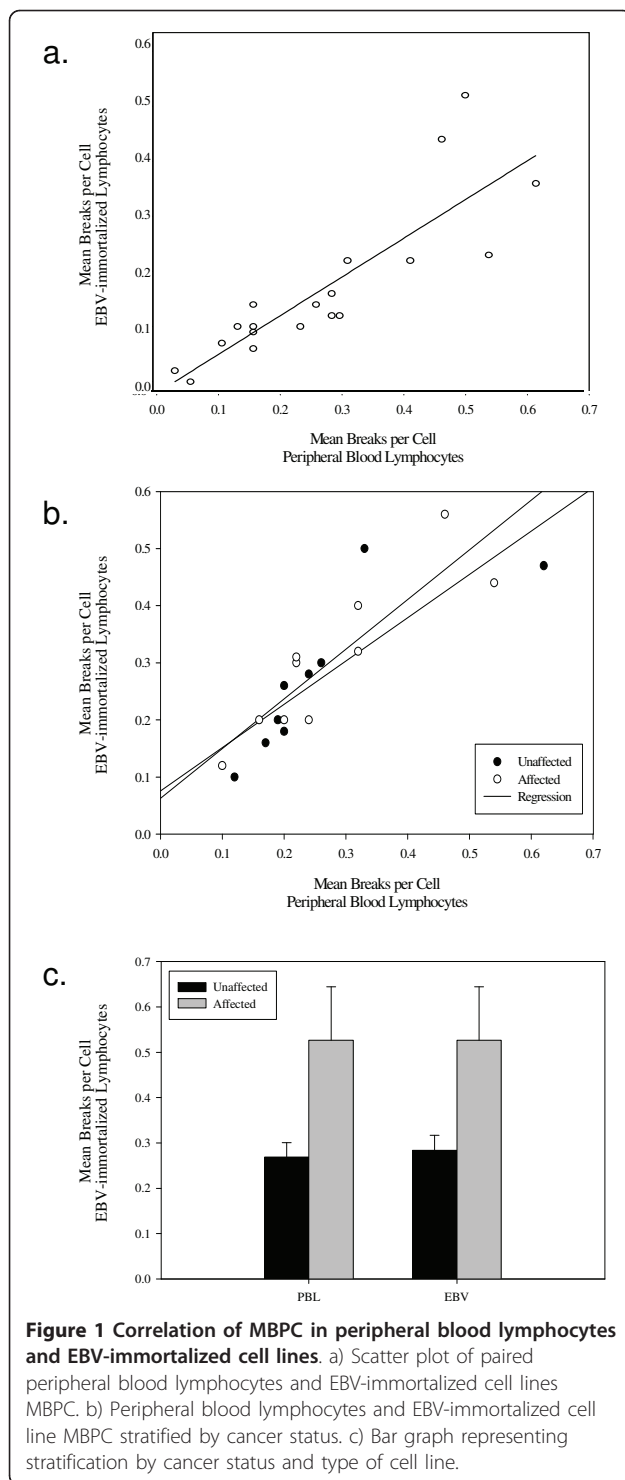 a.
Mean Breaks per Cell
EBV-immortalized Lymphocytes
0.6
0.5
0.4
0.3
0.2
0.1
0.0
0.0 0.1 0.2 0.3 0.4 0.5 0.6 0.7
Mean Breaks per Cell
Peripheral Blood Lymphocytes
b.
Mean Breaks per Cell
EBV-immortalized Lymphocytes
0.6
0.5
0.4
0.3
0.2
0.1
0.0
Unaffected
Affected
Regression
0.0 0.1 0.2 0.3 0.4 0.5 0.6 0.7
Mean Breaks per Cell
Peripheral Blood Lymphocytes
c.
Mean Breaks per Cell
EBV-immortalized Lymphocytes
0.7
0.6
0.5
0.4
0.3
0.2
0.1
0.0
Unaffected
Affected
PBL EBV
Figure 1 Correlation of MBPC in peripheral blood lymphocytes
and EBV-immortalized cell lines. a) Scatter plot of paired
peripheral blood lymphocytes and EBV-immortalized cell lines
MBPC. b) Peripheral blood lymphocytes and EBV-immortalized cell
line MBPC stratified by cancer status. c) Bar graph representing
stratification by cancer status and type of cell line.